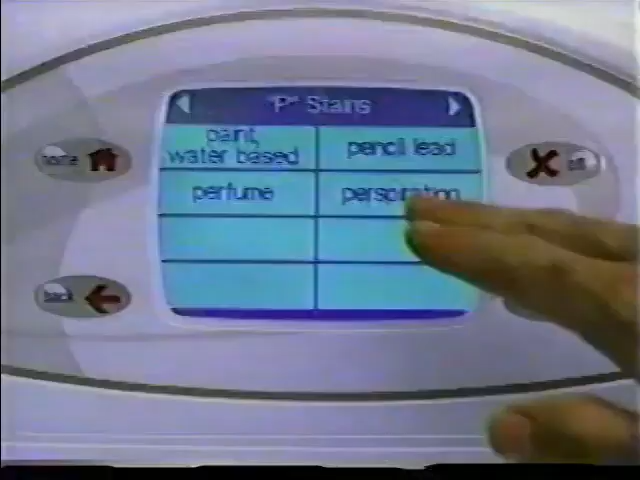 "P" Stains
paint,
water based
pencil lead
perfume
perspiration
home
off
back